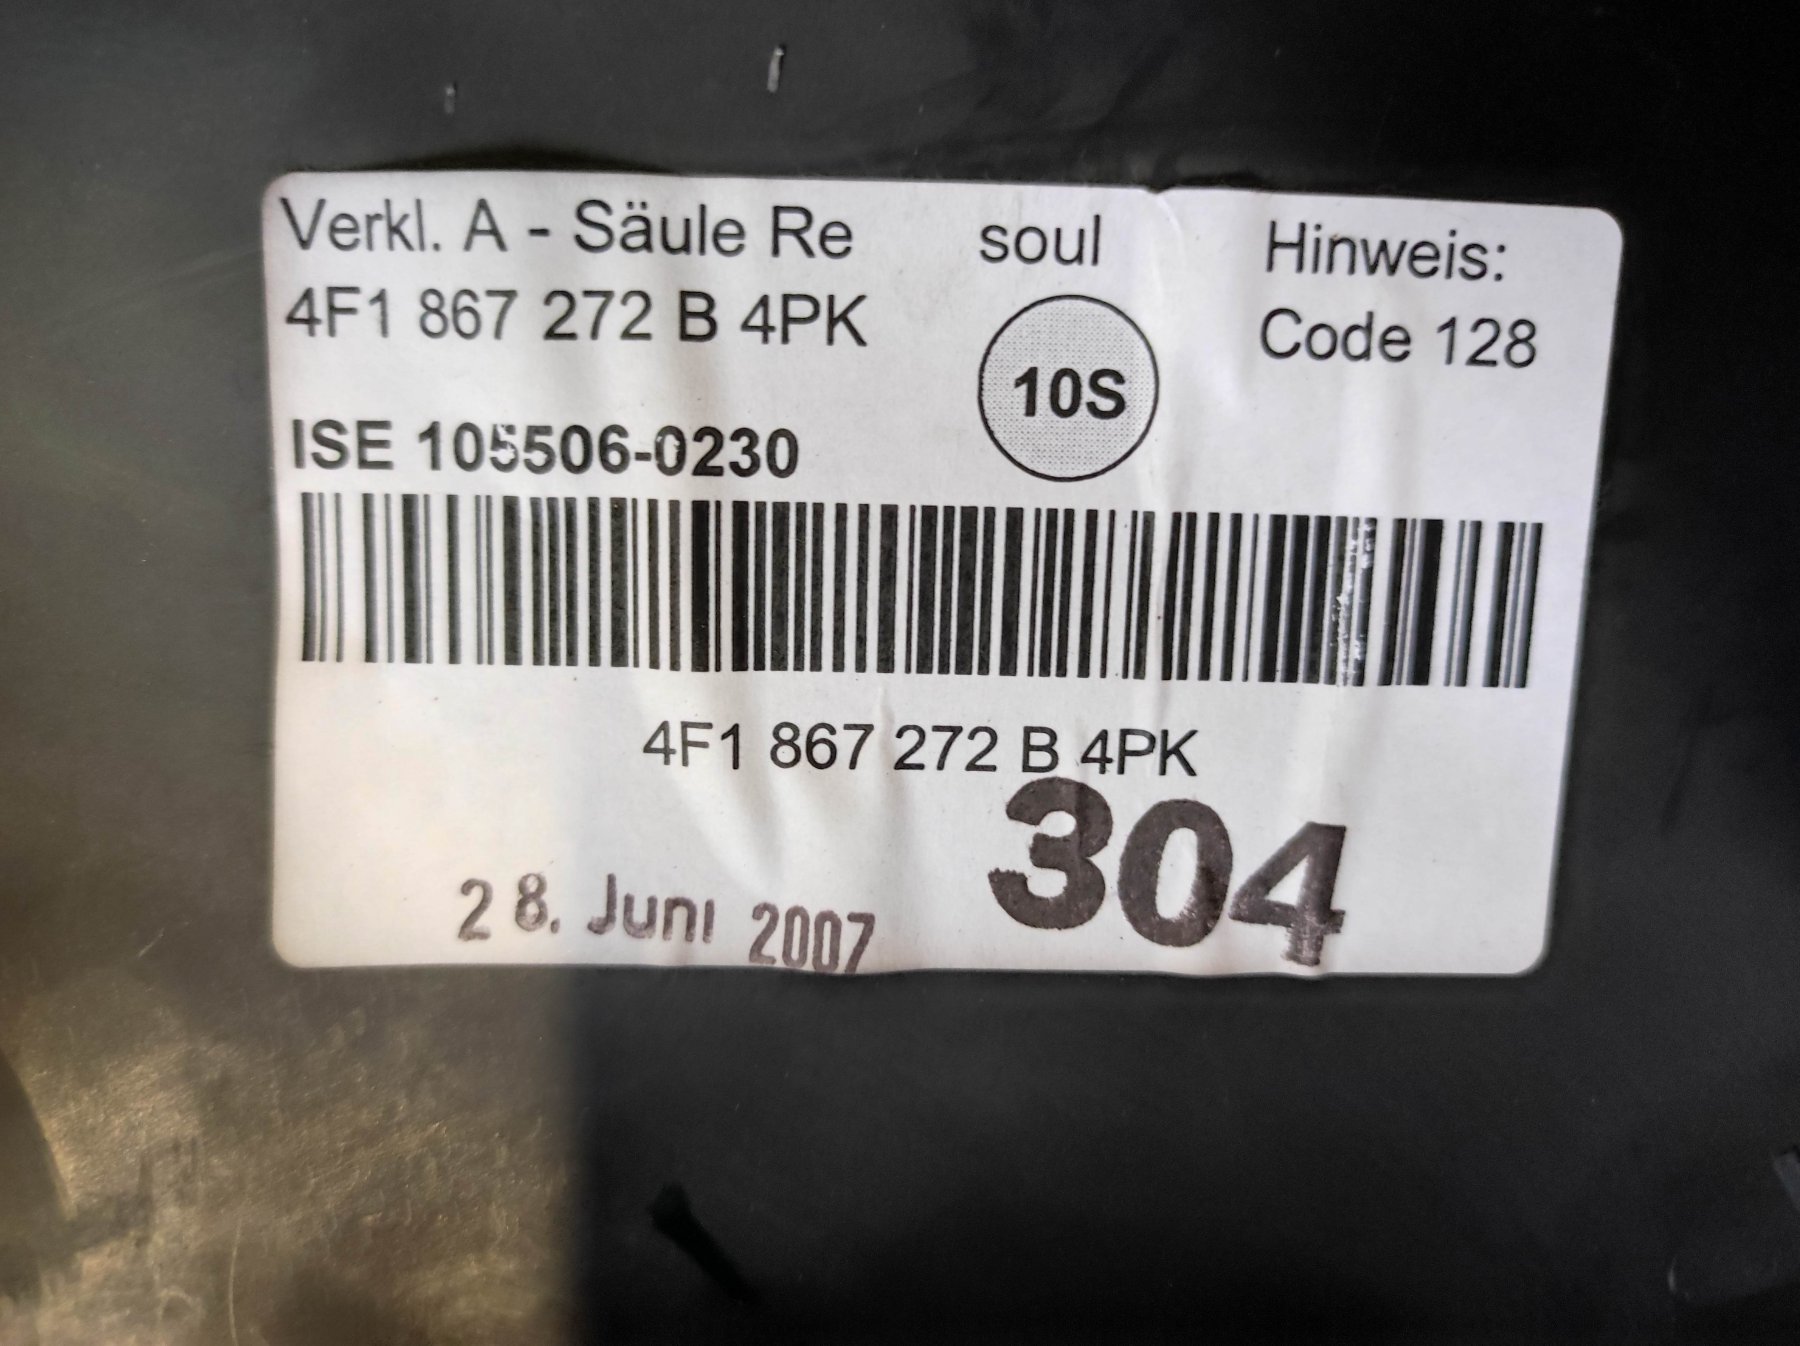 Verkl. A - Säule Re soul Hinweis:
4F1 867 272 B 4PK Code 128
10S
ISE 105506-0230
4F1 867 272 B 4PK
304
28. Juni 2007